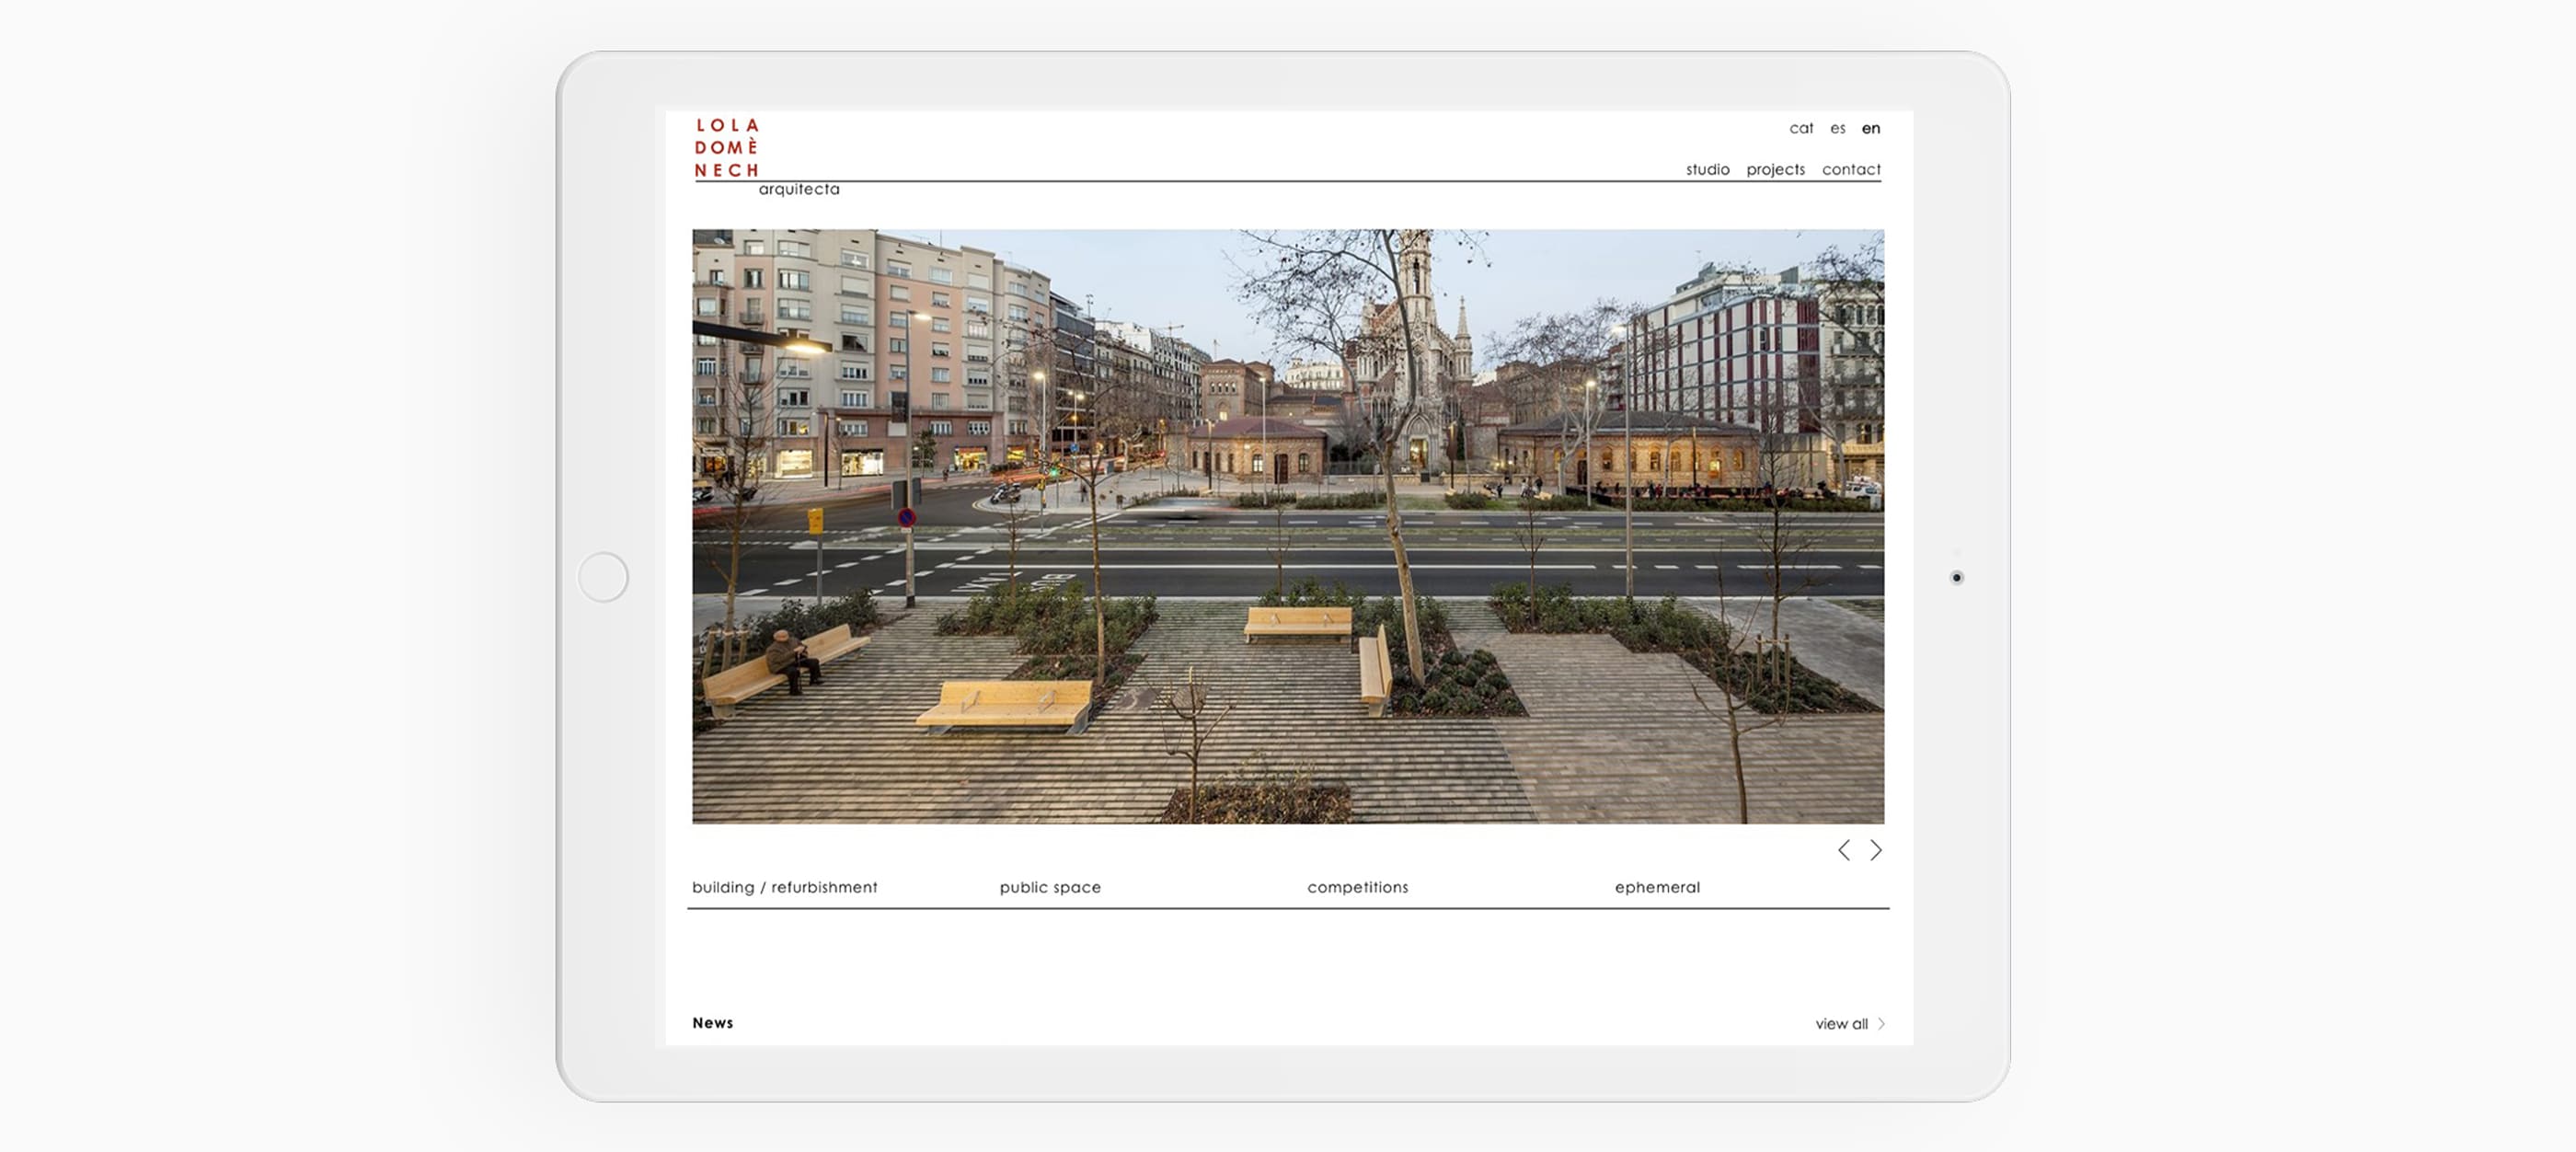 LOLA
DOMÈ
NECH
arquitecta
cat es en
studio projects contact
building / refurbishment public space competitions ephemeral
News view all